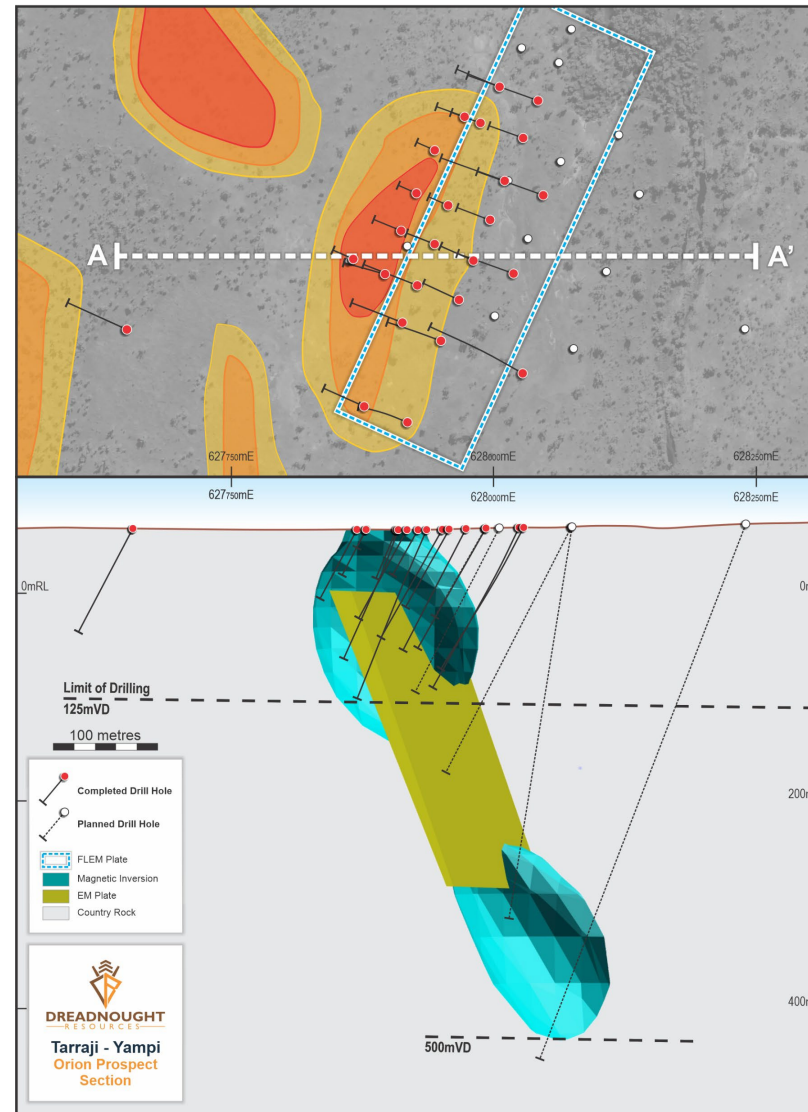 A
A'
627750mE
628000mE
628250mE
627750mE
628000mE
628250mE
0mRL
0m
Limit of Drilling
125mVD
100 metres
Completed Drill Hole
Planned Drill Hole
FLEM Plate
Magnetic Inversion
EM Plate
Country Rock
200m
400m
500mVD
DREADNOUGHT
RESOURCES
Tarraji - Yampi
Orion Prospect
Section